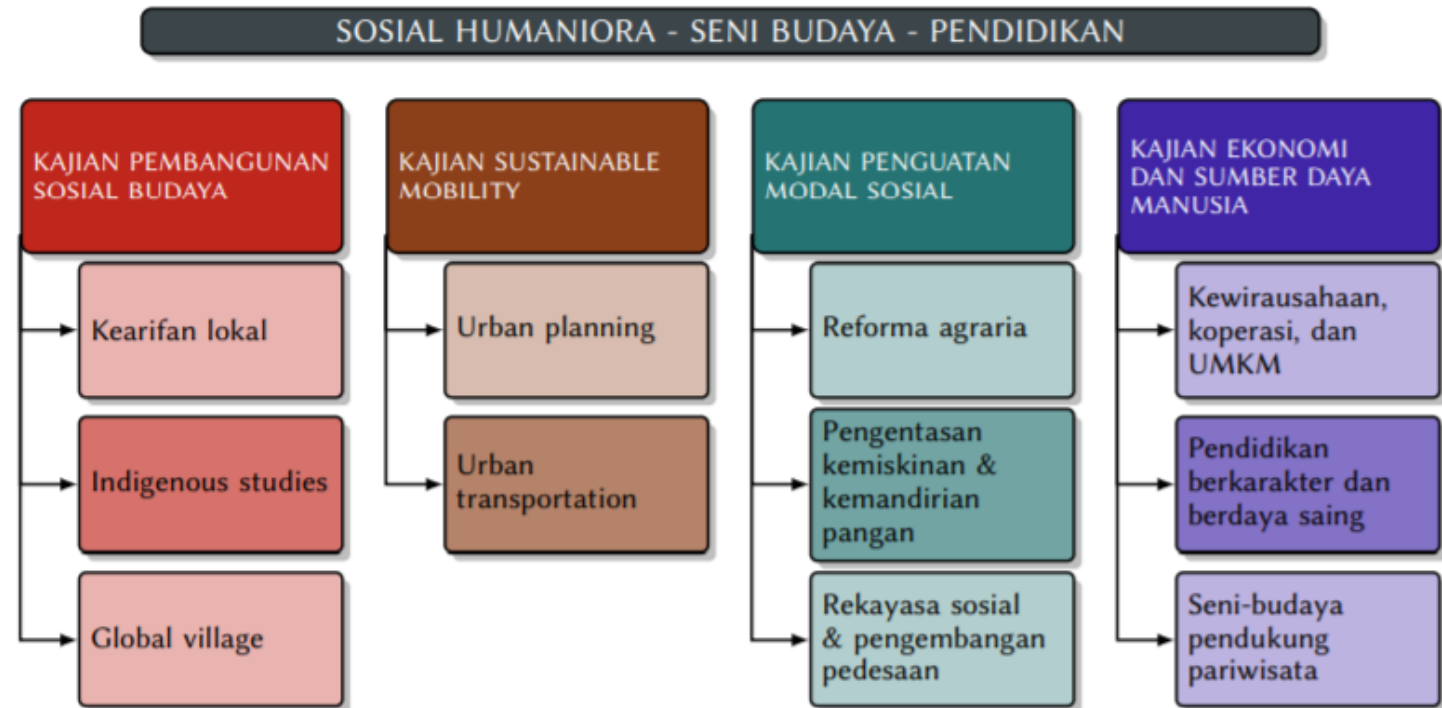 SOSIAL HUMANIORA - SENI BUDAYA - PENDIDIKAN
KAJIAN PEMBANGUNAN
SOSIAL BUDAYA
Kearifan lokal
Indigenous studies
Global village
KAJIAN SUSTAINABLE
MOBILITY
Urban planning
Urban
transportation
KAJIAN PENGUATAN
MODAL SOSIAL
Reforma agraria
Pengentasan
kemiskinan &
kemandirian
pangan
Rekayasa sosial
& pengembangan
pedesaan
KAJIAN EKONOMI
DAN SUMBER DAYA
MANUSIA
Kewirausahaan,
koperasi, dan
UMKM
Pendidikan
berkarakter dan
berdaya saing
Seni-budaya
pendukung
pariwisata